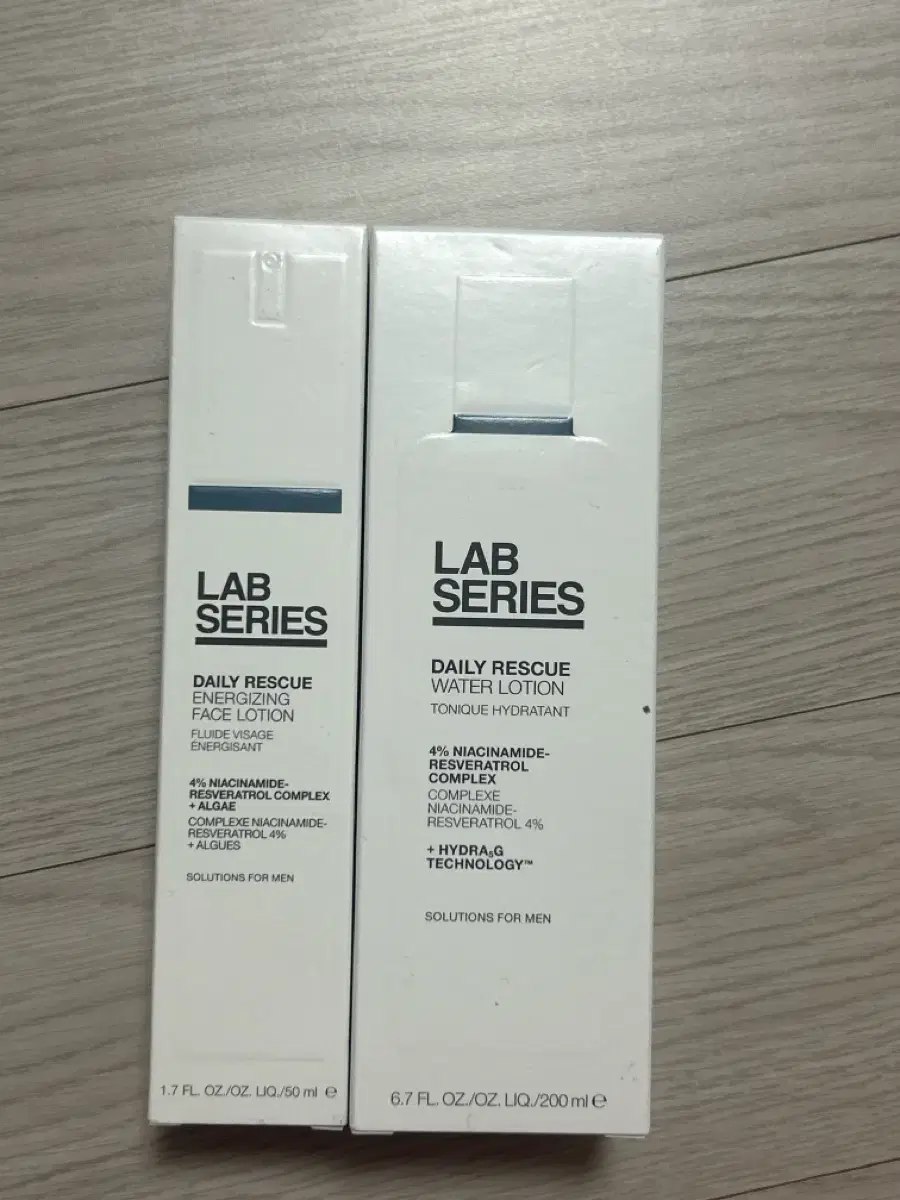 LAB
SERIES
DAILY RESCUE
ENERGIZING
FACE LOTION
FLUIDE VISAGE
ÉNERGISANT
4% NIACINAMIDE-
RESVERATROL COMPLEX
+ ALGAE
COMPLEXE NIACINAMIDE-
RESVERATROL 4%
+ ALGUES
SOLUTIONS FOR MEN
1.7 FL. OZ./OZ. LIQ./50 ml ℮
LAB
SERIES
DAILY RESCUE
WATER LOTION
TONIQUE HYDRATANT
4% NIACINAMIDE-
RESVERATROL
COMPLEX
COMPLEXE
NIACINAMIDE-
RESVERATROL 4%
+ HYDRA₅G
TECHNOLOGY™
SOLUTIONS FOR MEN
6.7 FL. OZ./OZ. LIQ./200 ml ℮